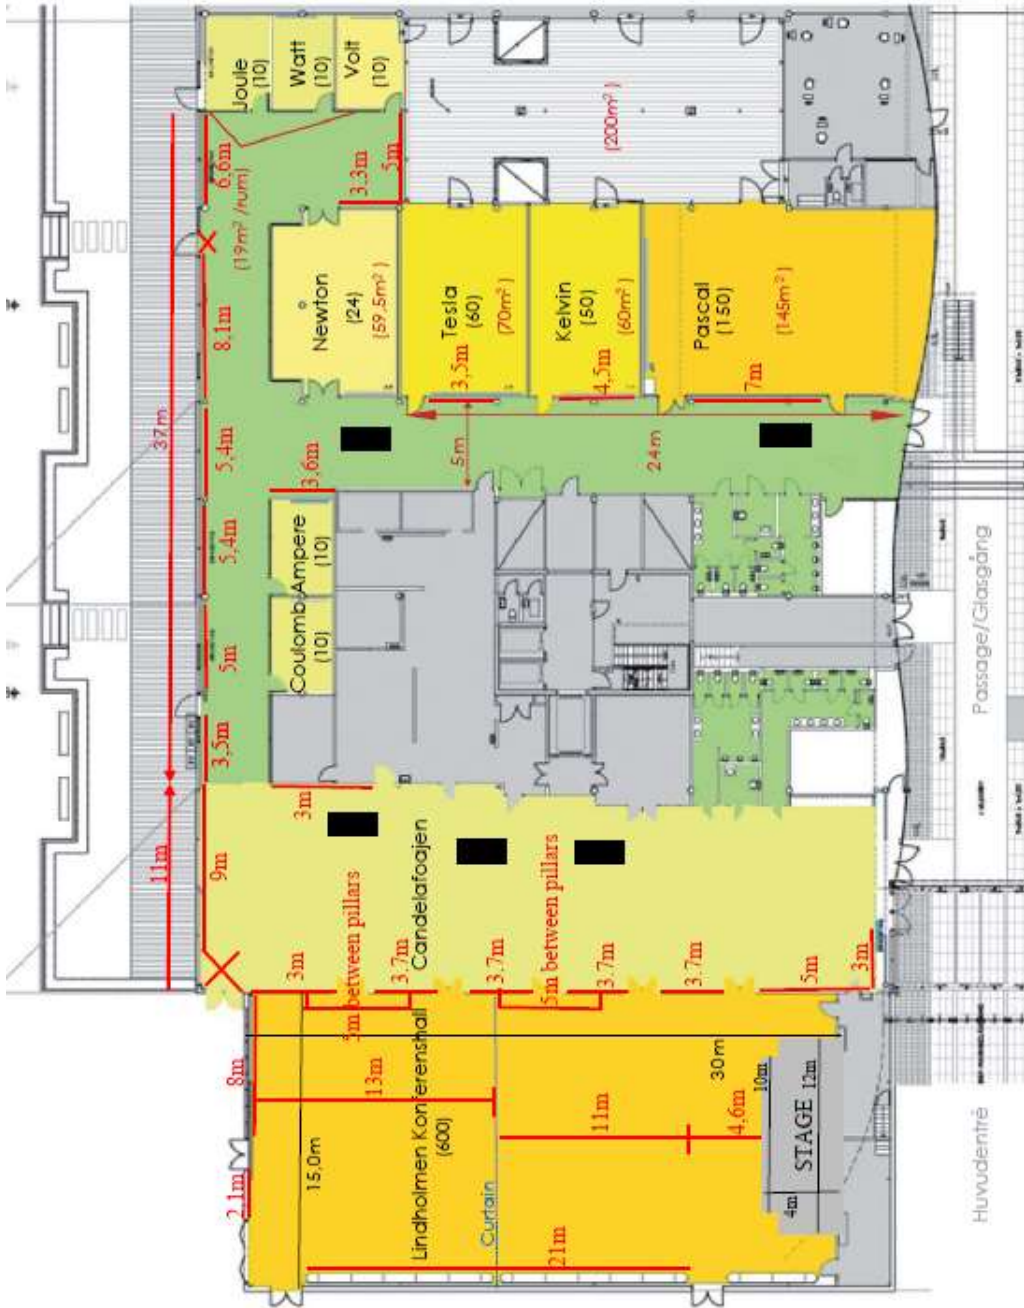 Joule
(10)
Watt
(10)
Volt
(10)
(200m²)
6.6m
(19m²/rum)
3,3m
5m
Newton
(24)
(59,5m²)
Tesla
(60)
(70m²)
Kelvin
(50)
(60m²)
Pascal
(150)
(145m²)
8,1m
37m
3,5m
4,5m
7m
5,4m
3,6m
5m
24m
5,4m
Ampere
(10)
Coulomb
(10)
5m
3,5m
Passage/Glasgång
11m
9m
3m
Candelafoajen
3m
5m between pillars
3.7m
3.7m
5m between pillars
3.7m
3.7m
5m
3m
8m
13m
30m
10m
12m
11m
4,6m
STAGE
4m
2.1m
15,0m
Lindholmen Konferenshall
(600)
Curtain
21m
Huvudentré